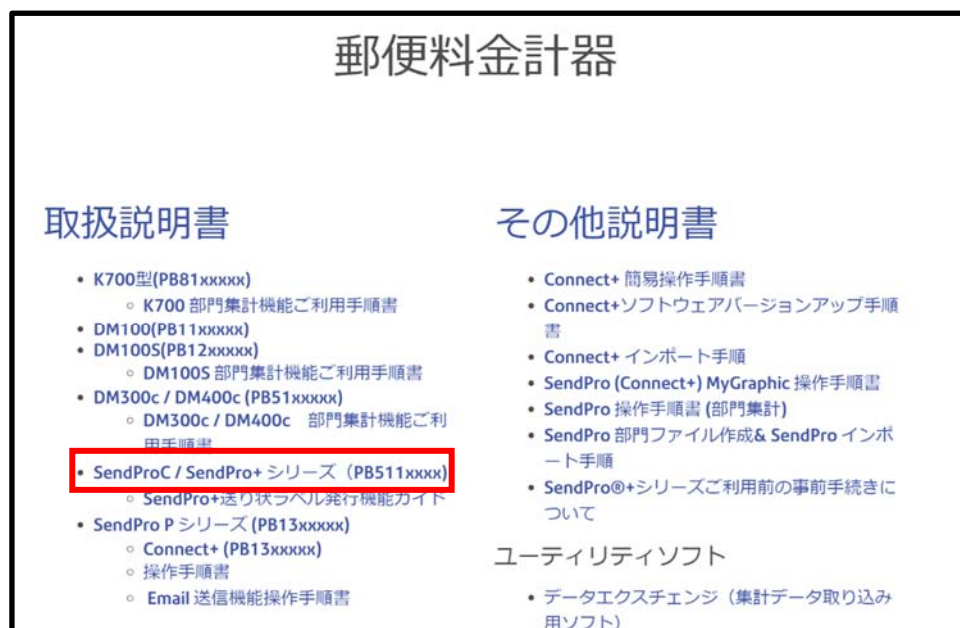 郵便料金計器
取扱説明書
• K700型(PB81xxxxx)
◦ K700 部門集計機能ご利用手順書
• DM100(PB11xxxxx)
• DM100S(PB12xxxxx)
◦ DM100S 部門集計機能ご利用手順書
• DM300c / DM400c (PB51xxxxx)
◦ DM300c / DM400c　部門集計機能ご利
用手順書
• SendProC / SendPro+ シリーズ（PB511xxxx)
◦ SendPro+送り状ラベル発行機能ガイド
• SendPro P シリーズ (PB13xxxxx)
◦ Connect+ (PB13xxxxx)
◦ 操作手順書
◦ Email 送信機能操作手順書
その他説明書
• Connect+ 簡易操作手順書
• Connect+ソフトウェアバージョンアップ手順
書
• Connect+ インポート手順
• SendPro (Connect+) MyGraphic 操作手順書
• SendPro 操作手順書 (部門集計)
• SendPro 部門ファイル作成& SendPro インポ
ート手順
• SendPro®+シリーズご利用前の事前手続きに
ついて
ユーティリティソフト
• データエクスチェンジ（集計データ取り込み
用ソフト）